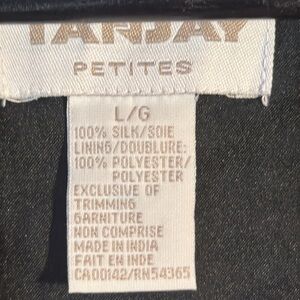 TANJAY
PETITES
L/G
100% SILK/SOIE
LINING/DOUBLURE:
100% POLYESTER/
POLYESTER
EXCLUSIVE OF
TRIMMING
GARNITURE
NON COMPRISE
MADE IN INDIA
FAIT EN INDE
CA00142/RN54365